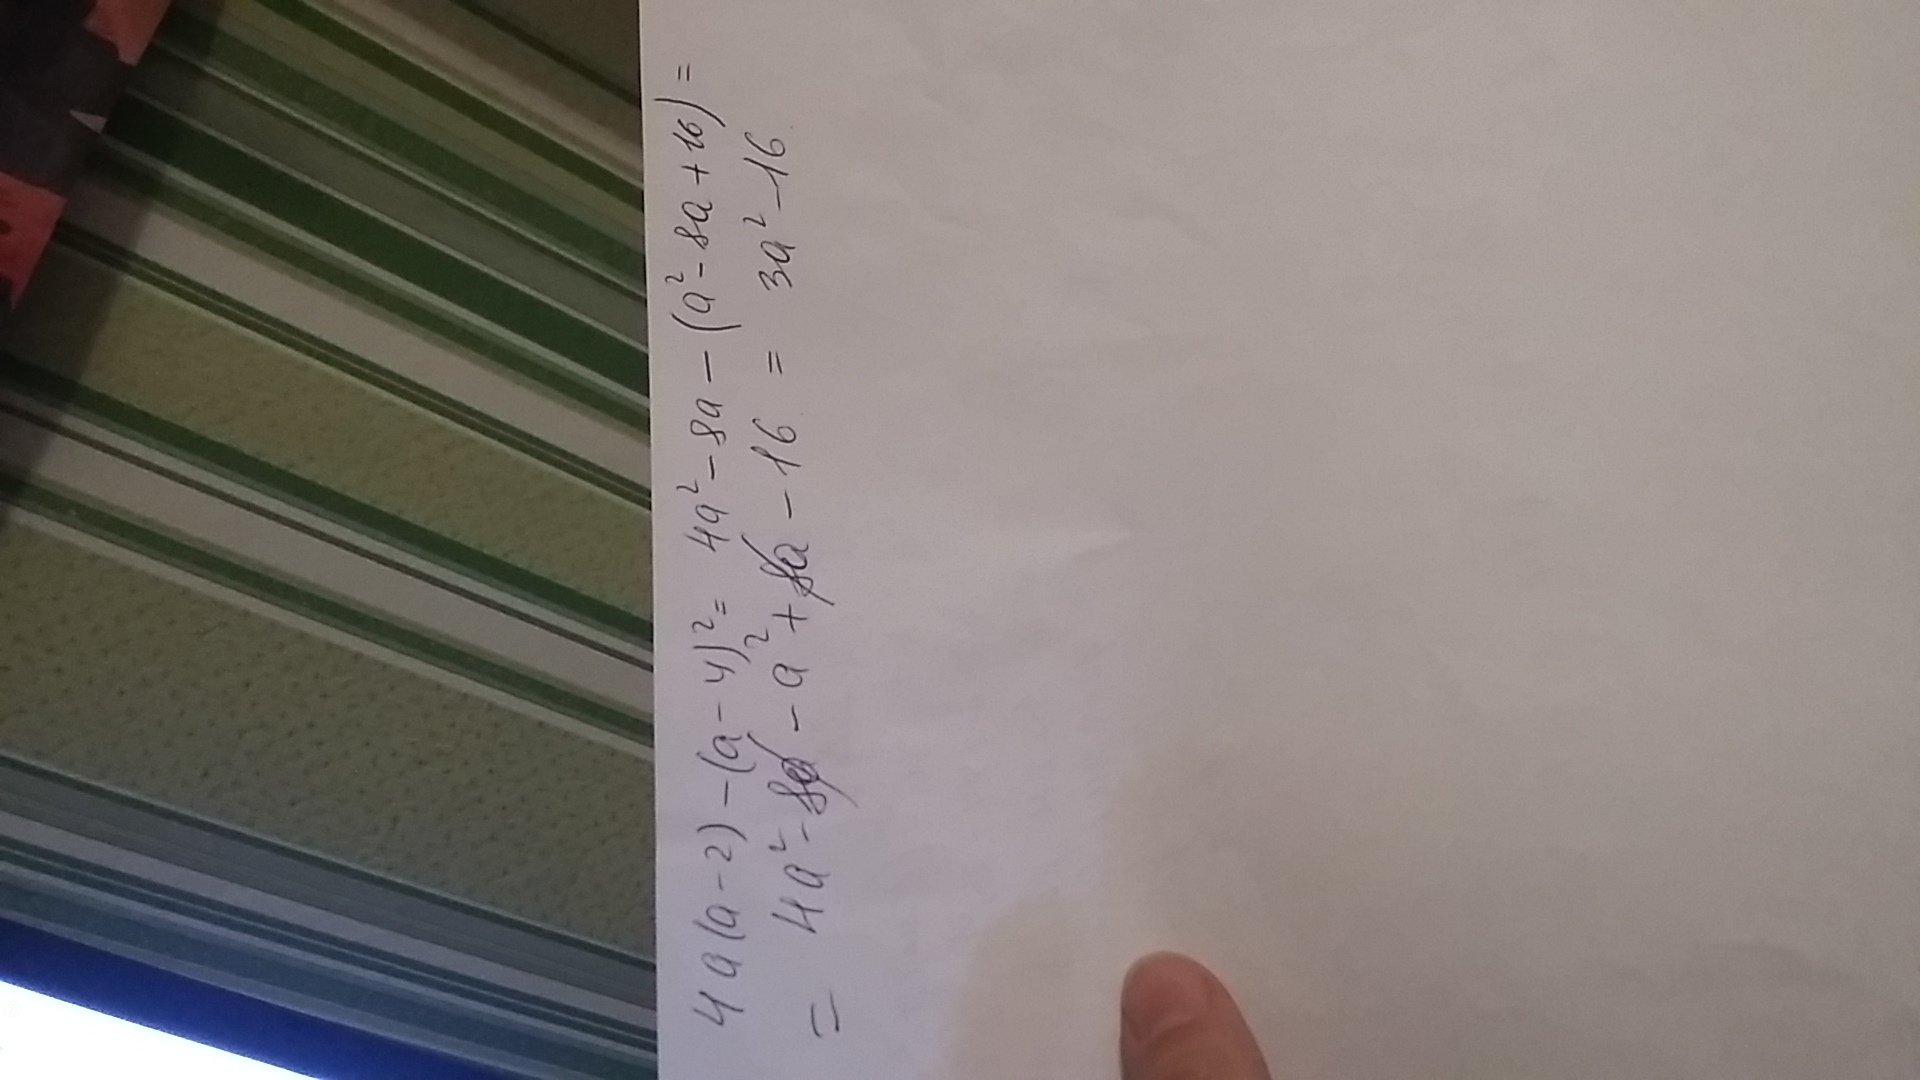 4a(a-2)-(a-4)²= 4a²-8a-(a²-8a+16)=
= 4a²-8a-a²+8a-16 = 3a²-16